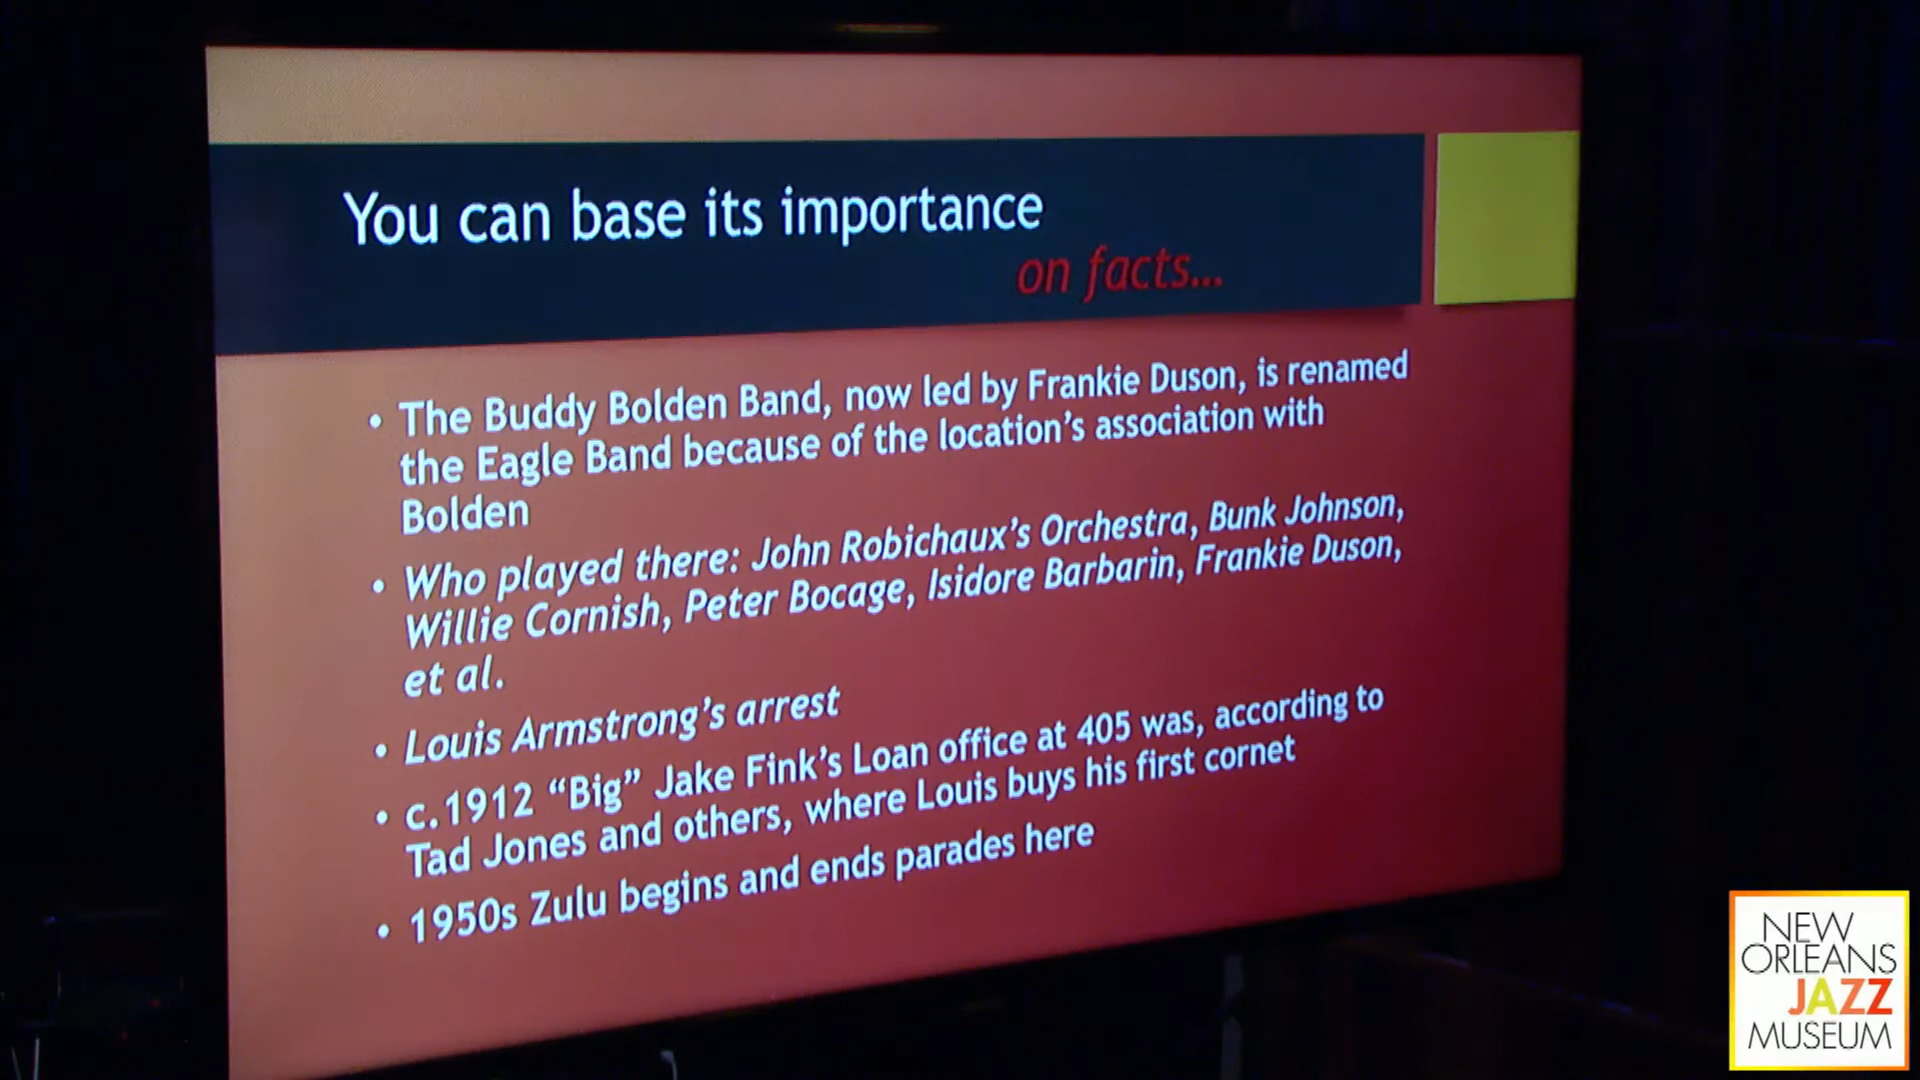 You can base its importance
on facts...
• The Buddy Bolden Band, now led by Frankie Duson, is renamed
the Eagle Band because of the location's association with
Bolden
• Who played there: John Robichaux's Orchestra, Bunk Johnson,
Willie Cornish, Peter Bocage, Isidore Barbarin, Frankie Duson,
et al.
• Louis Armstrong's arrest
• c.1912 “Big” Jake Fink's Loan office at 405 was, according to
Tad Jones and others, where Louis buys his first cornet
• 1950s Zulu begins and ends parades here
NEW
ORLEANS
JAZZ
MUSEUM